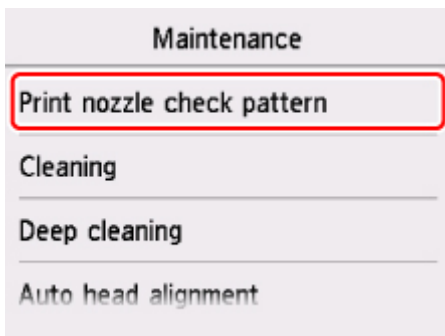 Maintenance
Print nozzle check pattern
Cleaning
Deep cleaning
Auto head alignment